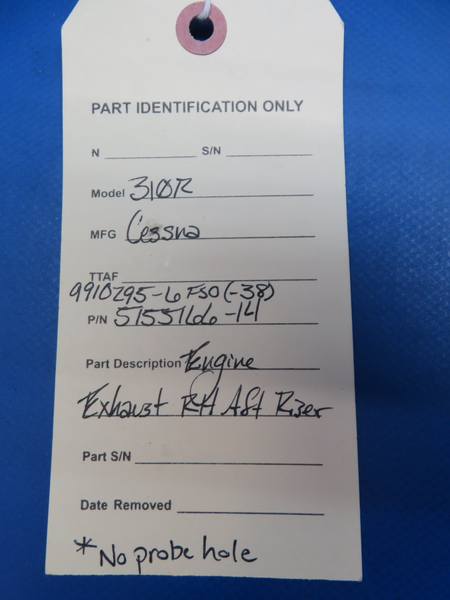 PART IDENTIFICATION ONLY
N S/N
Model 310R
MFG Cessna
TTAF
9910295-6 FSO (-38)
P/N 5155166-14
Part Description Engine
Exhaust RH Aft Riser
Part S/N
Date Removed
*No probe hole